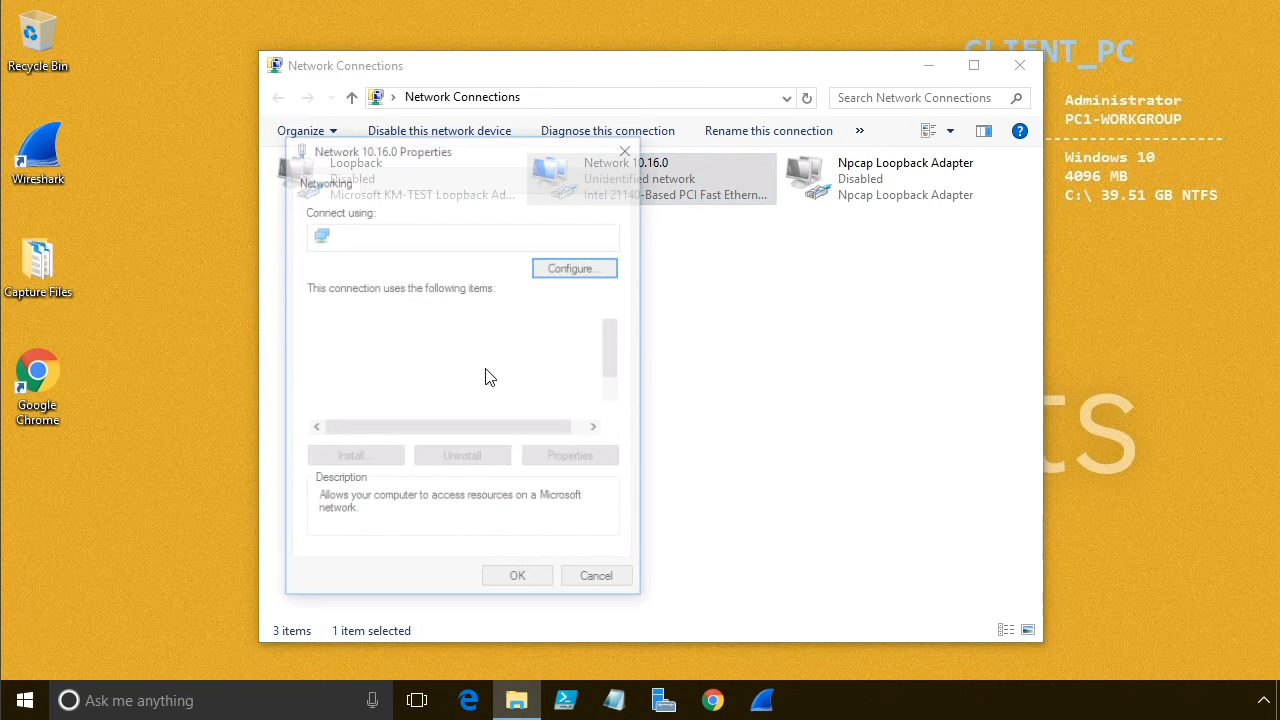 Recycle Bin
Wireshark
Capture Files
Google
Chrome
CLIENT_PC
Administrator
PC1-WORKGROUP
Windows 10
4096 MB
C:\ 39.51 GB NTFS
ts
Network Connections
Network Connections
Search Network Connections
Organize
Disable this network device
Diagnose this connection
Rename this connection
»
Loopback
Disabled
Microsoft KM-TEST Loopback Ad...
Network 10.16.0
Unidentified network
Intel 21140-Based PCI Fast Ethern...
Npcap Loopback Adapter
Disabled
Npcap Loopback Adapter
Network 10.16.0 Properties
Networking
Connect using:
Configure...
This connection uses the following items:
Install...
Uninstall
Properties
Description
Allows your computer to access resources on a Microsoft
network.
OK
Cancel
3 items
1 item selected
Ask me anything